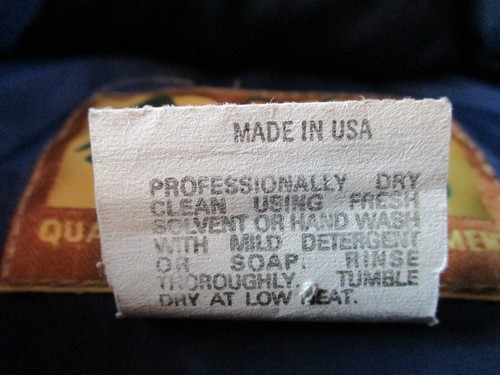 MADE IN USA
PROFESSIONALLY DRY
CLEAN USING FRESH
SOLVENT OR HAND WASH
WITH MILD DETERGENT
OR SOAP. RINSE
THOROUGHLY. TUMBLE
DRY AT LOW HEAT.